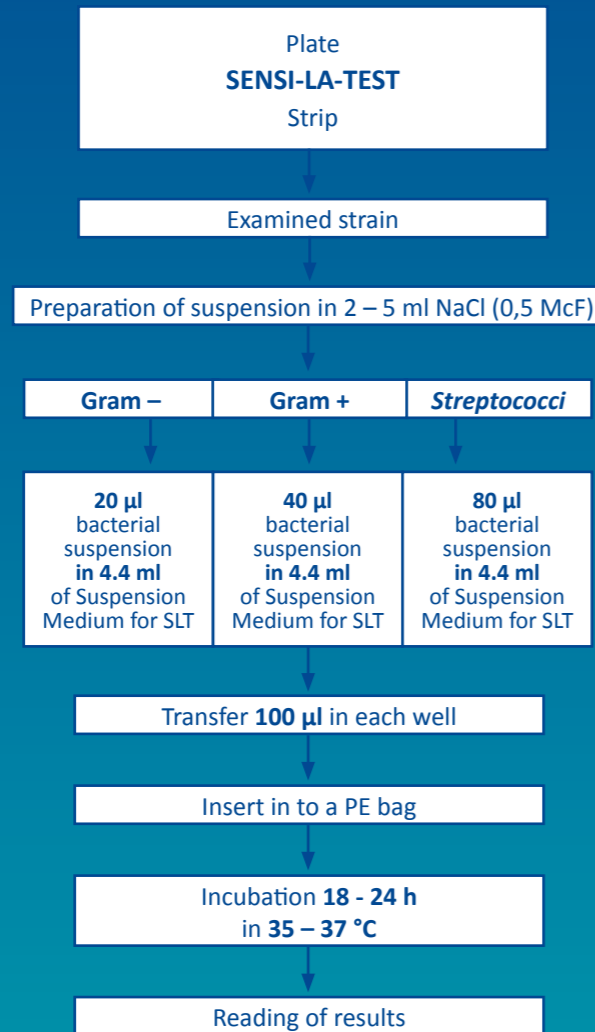 Plate
SENSI-LA-TEST
Strip
Examined strain
Preparation of suspension in 2 – 5 ml NaCl (0,5 McF)
Gram –
Gram +
Streptococci
20 µl
bacterial
suspension
in 4.4 ml
of Suspension
Medium for SLT
40 µl
bacterial
suspension
in 4.4 ml
of Suspension
Medium for SLT
80 µl
bacterial
suspension
in 4.4 ml
of Suspension
Medium for SLT
Transfer 100 µl in each well
Insert in to a PE bag
Incubation 18 - 24 h
in 35 – 37 °C
Reading of results